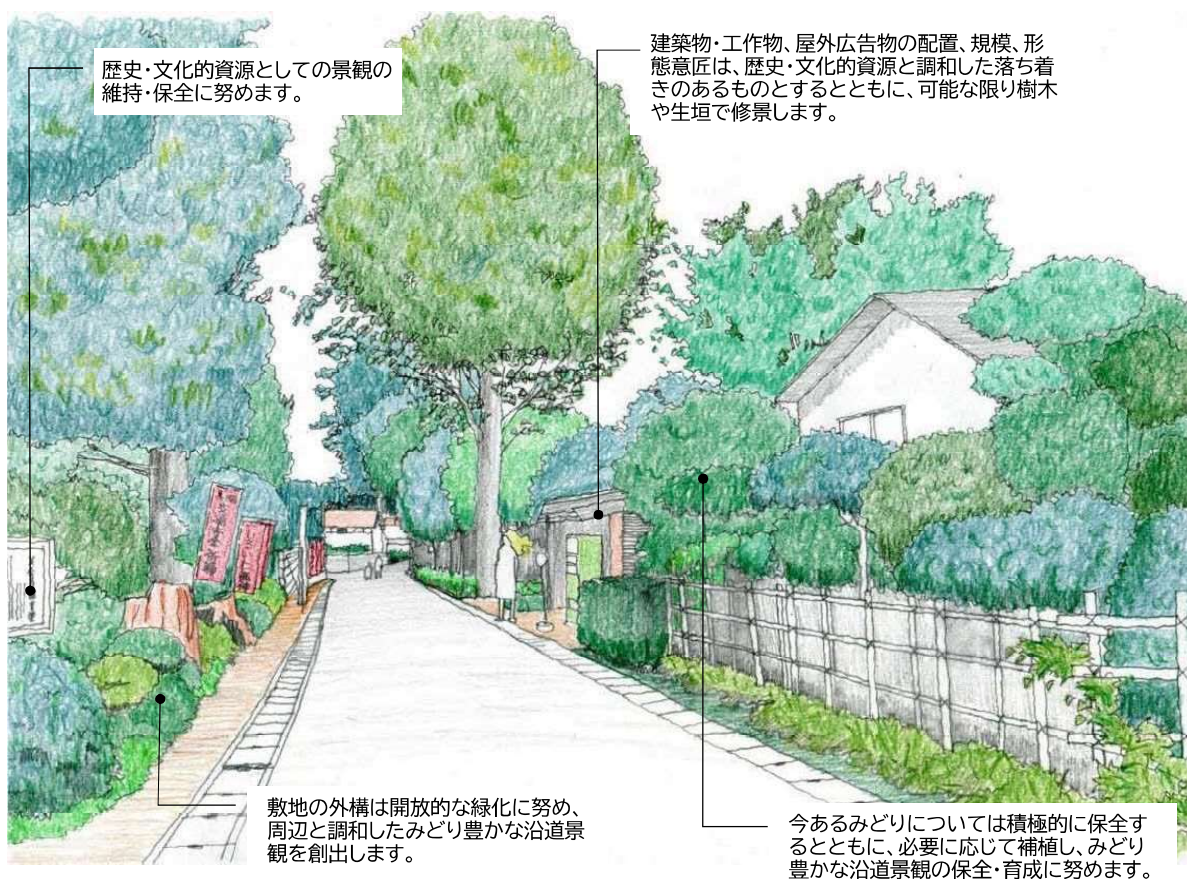 歴史・文化的資源としての景観の
維持・保全に努めます。
建築物・工作物、屋外広告物の配置、規模、形
態意匠は、歴史・文化的資源と調和した落ち着
きのあるものとするとともに、可能な限り樹木
や生垣で修景します。
敷地の外構は開放的な緑化に努め、
周辺と調和したみどり豊かな沿道景
観を創出します。
今あるみどりについては積極的に保全す
るとともに、必要に応じて補植し、みどり
豊かな沿道景観の保全・育成に努めます。